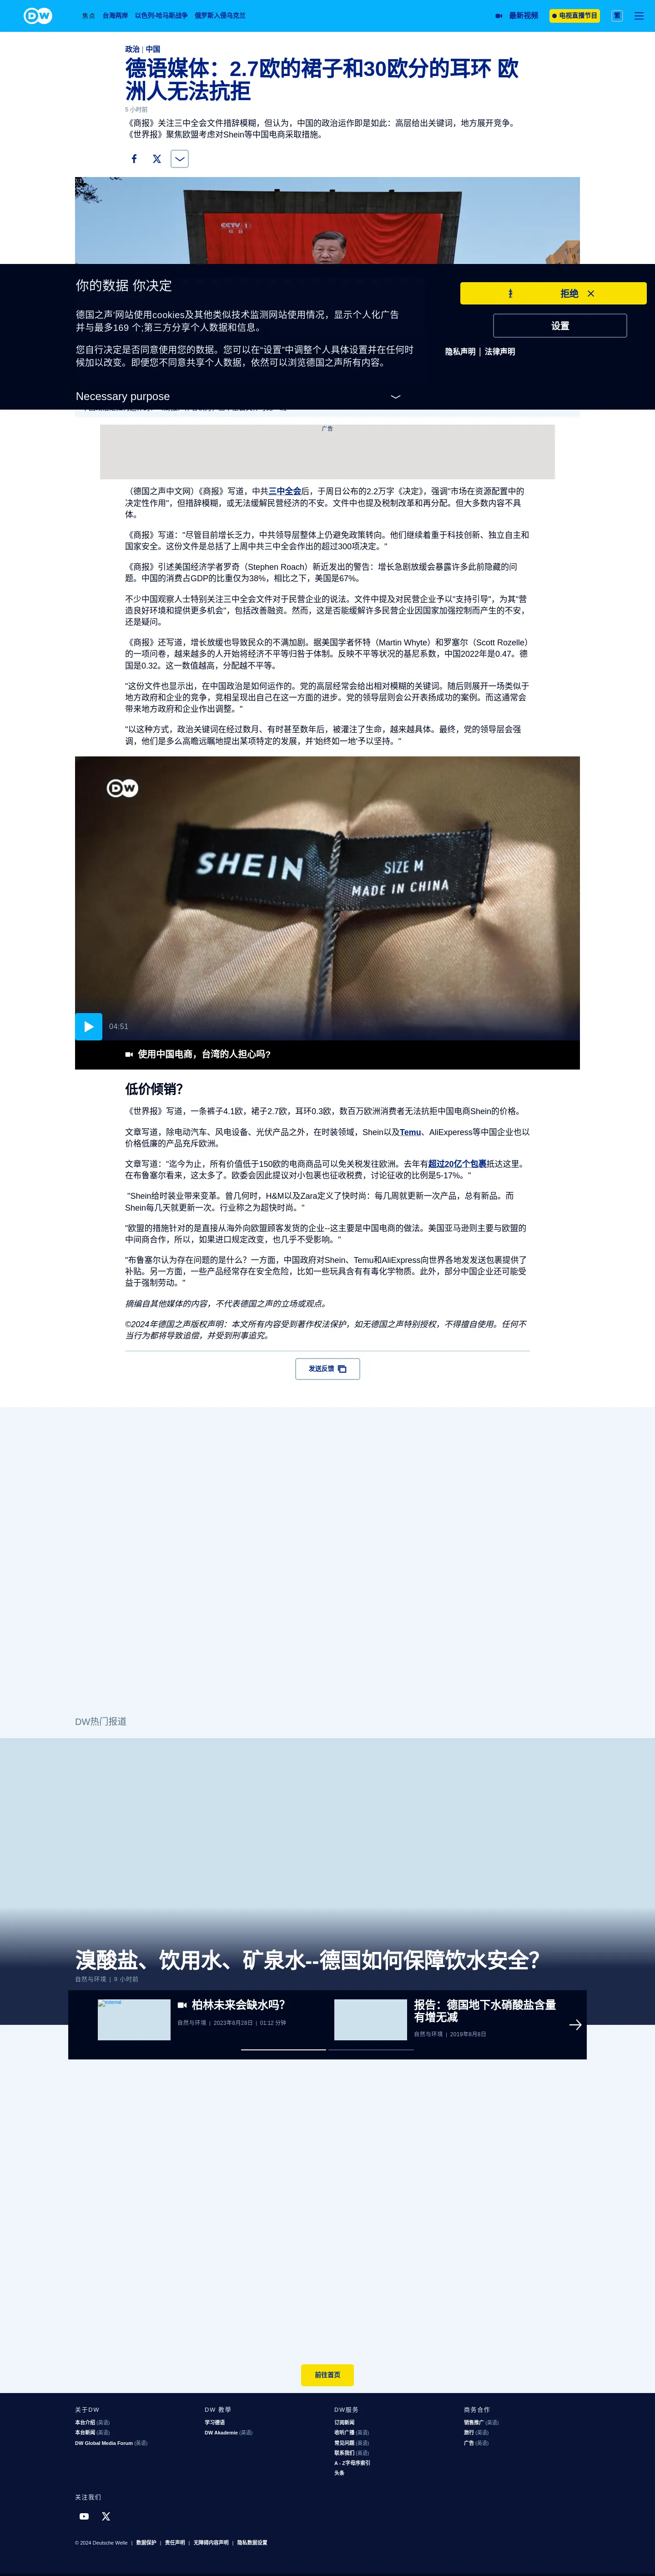 DW
焦点 台海两岸 以色列-哈马斯战争 俄罗斯入侵乌克兰 最新视频 电视直播节目 繁
政治 | 中国
德语媒体：2.7欧的裙子和30欧分的耳环 欧
洲人无法抗拒
5 小时前
《商报》关注三中全会文件措辞模糊，但认为，中国的政治运作即是如此：高层给出关键词，地方展开竞争。
《世界报》聚焦欧盟考虑对Shein等中国电商采取措施。
CCTV 1
你的数据 你决定
德国之声'网站使用cookies及其他类似技术监测网站使用情况，显示个人化广告
并与最多169 个;第三方分享个人数据和信息。
您自行决定是否同意使用您的数据。您可以在"设置"中调整个人具体设置并在任何时
候加以改变。即便您不同意共享个人数据，依然可以浏览德国之声所有内容。
Necessary purpose
拒绝
设置
隐私声明 | 法律声明
广告
（德国之声中文网）《商报》写道，中共三中全会后，于周日公布的2.2万字《决定》，强调"市场在资源配置中的
决定性作用"，但措辞模糊，或无法缓解民营经济的不安。文件中也提及税制改革和再分配。但大多数内容不具
体。
《商报》写道："尽管目前增长乏力，中共领导层整体上仍避免政策转向。他们继续着重于科技创新、独立自主和
国家安全。这份文件是总括了上周中共三中全会作出的超过300项决定。"
《商报》引述美国经济学者罗奇（Stephen Roach）新近发出的警告：增长急剧放缓会暴露许多此前隐藏的问
题。中国的消费占GDP的比重仅为38%，相比之下，美国是67%。
不少中国观察人士特别关注三中全会文件对于民营企业的说法。文件中提及对民营企业予以"支持引导"，为其"营
造良好环境和提供更多机会"，包括改善融资。然而，这是否能缓解许多民营企业因国家加强控制而产生的不安，
还是疑问。
《商报》还写道，增长放缓也导致民众的不满加剧。据美国学者怀特（Martin Whyte）和罗塞尔（Scott Rozelle）
的一项问卷，越来越多的人开始将经济不平等归咎于体制。反映不平等状况的基尼系数，中国2022年是0.47。德
国是0.32。这一数值越高，分配越不平等。
"这份文件也显示出，在中国政治是如何运作的。党的高层经常会给出相对模糊的关键词。随后则展开一场类似于
地方政府和企业的竞争，竞相呈现出自己在这一方面的进步。党的领导层则会公开表扬成功的案例。而这通常会
带来地方政府和企业作出调整。"
"以这种方式，政治关键词在经过数月、有时甚至数年后，被灌注了生命，越来越具体。最终，党的领导层会强
调，他们是多么高瞻远瞩地提出某项特定的发展，并'始终如一地'予以坚持。"
DW
SHEIN
SIZE M
MADE IN CHINA
04:51
使用中国电商，台湾的人担心吗?
低价倾销?
《世界报》写道，一条裤子4.1欧，裙子2.7欧，耳环0.3欧，数百万欧洲消费者无法抗拒中国电商Shein的价格。
文章写道，除电动汽车、风电设备、光伏产品之外，在时装领域，Shein以及Temu、AliExperess等中国企业也以
价格低廉的产品充斥欧洲。
文章写道："迄今为止，所有价值低于150欧的电商商品可以免关税发往欧洲。去年有超过20亿个包裹抵达这里。
在布鲁塞尔看来，这太多了。欧委会因此提议对小包裹也征收税费，讨论征收的比例是5-17%。"
"Shein给时装业带来变革。曾几何时，H&M以及Zara定义了快时尚：每几周就更新一次产品，总有新品。而
Shein每几天就更新一次。行业称之为超快时尚。"
"欧盟的措施针对的是直接从海外向欧盟顾客发货的企业--这主要是中国电商的做法。美国亚马逊则主要与欧盟的
中间商合作，所以，如果进口规定改变，也几乎不受影响。"
"布鲁塞尔认为存在问题的是什么？一方面，中国政府对Shein、Temu和AliExpress向世界各地发发送包裹提供了
补贴。另一方面，一些产品经常存在安全危险，比如一些玩具含有有毒化学物质。此外，部分中国企业还可能受
益于强制劳动。"
摘编自其他媒体的内容，不代表德国之声的立场或观点。
©2024年德国之声版权声明：本文所有内容受到著作权法保护，如无德国之声特别授权，不得擅自使用。任何不
当行为都将导致追偿，并受到刑事追究。
发送反馈
DW热门报道
溴酸盐、饮用水、矿泉水--德国如何保障饮水安全？
自然与环境 | 9 小时前
external
柏林未来会缺水吗？
自然与环境 | 2023年8月28日 | 01:12 分钟
报告：德国地下水硝酸盐含量
有增无减
自然与环境 | 2019年8月6日
前往首页
关于DW
本台介绍 (英语)
本台新闻 (英语)
DW Global Media Forum (英语)
DW 教學
学习德语
DW Akademie (英语)
DW服务
订阅新闻
收听广播 (英语)
常见问题 (英语)
联系我们 (英语)
A - Z字母序索引
头条
商务合作
销售推广 (英语)
旅行 (英语)
广告 (英语)
关注我们
© 2024 Deutsche Welle | 数据保护 | 责任声明 | 无障碍内容声明 | 隐私数据设置